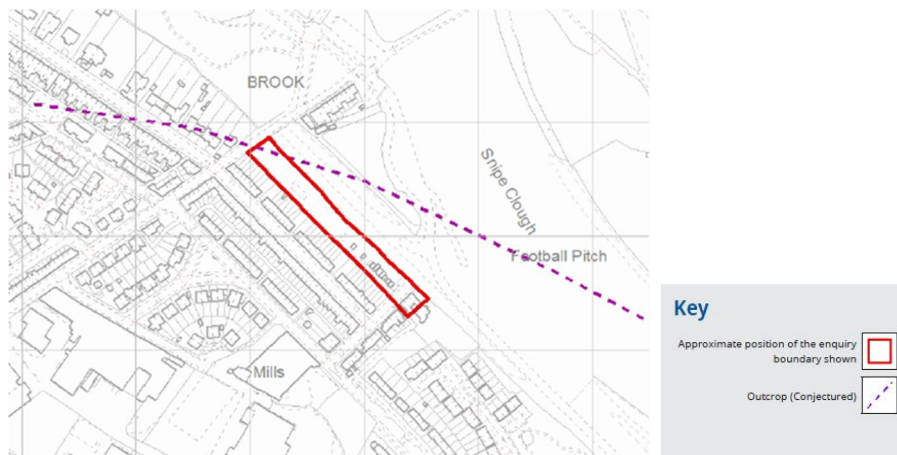 BROOK
Snipe Clough
Football Pitch
Mills
Key
Approximate position of the enquiry
boundary shown
Outcrop (Conjectured)